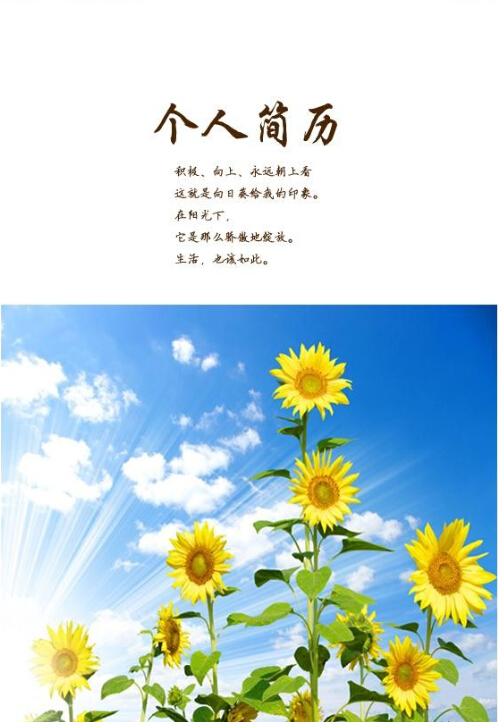 个人简历
积极、向上、永远朝上看
这就是向日葵给我的印象。
在阳光下，
它是那么骄傲地绽放。
生活，也该如此。